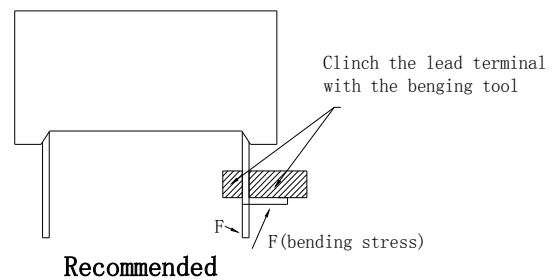 Clinch the lead terminal
with the benging tool
F
F(bending stress)
Recommended